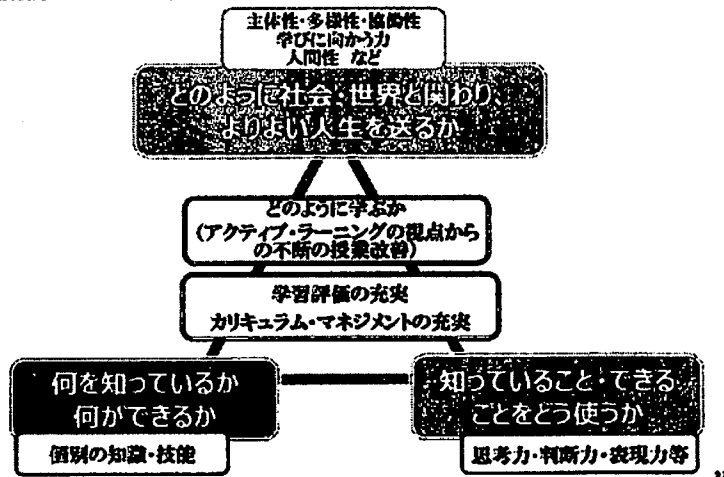 主体性・多様性・協働性
学びに向かう力
人間性 など
どのように社会・世界と関わり、
よりよい人生を送るか
どのように学ぶか
(アクティブ・ラーニングの視点から
の不断の授業改善)
学習評価の充実
カリキュラム・マネジメントの充実
何を知っているか
何ができるか
個別の知識・技能
知っていること・できる
ことをどう使うか
思考力・判断力・表現力等